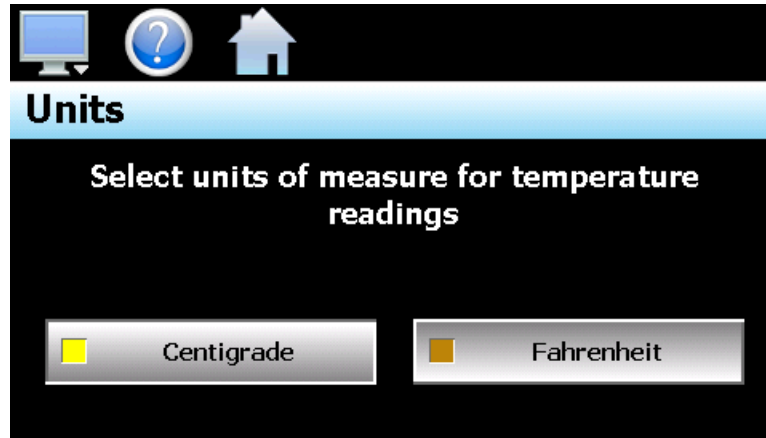 ?
Units
Select units of measure for temperature
readings
Centigrade
Fahrenheit